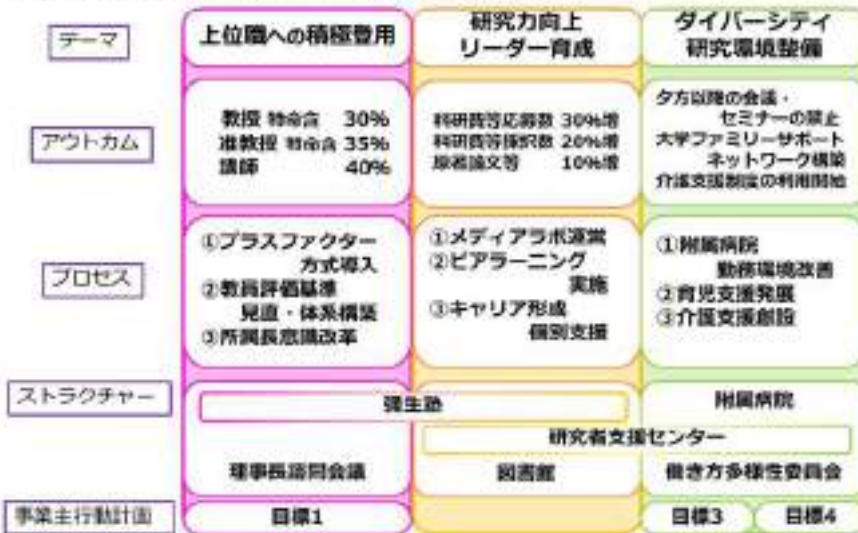 テーマ
上位職への積極登用
研究力向上
リーダー育成
ダイバーシティ
研究環境整備
アウトカム
教授 特命含 30%
准教授 特命含 35%
講師 40%
科研費等応募数 30%増
科研費等採択数 20%増
原著論文等 10%増
夕方以降の会議・
セミナーの禁止
大学ファミリーサポート
ネットワーク構築
介護支援制度の利用開始
プロセス
①プラスファクター
方式導入
②教員評価基準
見直・体系構築
③所属長意識改革
①メディアラボ運営
②ピアラーニング
実施
③キャリア形成
個別支援
①附属病院
勤務環境改善
②育児支援発展
③介護支援創設
ストラクチャー
彌生塾
附属病院
研究者支援センター
理事長諮問会議
図書館
働き方多様性委員会
事業主行動計画
目標1
目標3
目標4